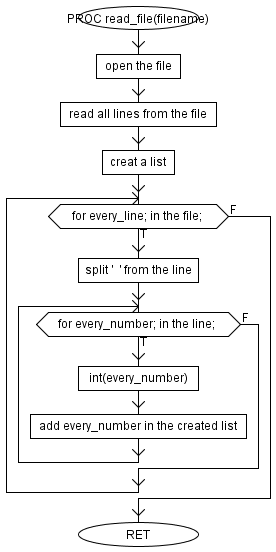 PROC read_file(filename)
open the file
read all lines from the file
creat a list
for every_line; in the file;
F
T
split ' ' from the line
for every_number; in the line;
F
T
int(every_number)
add every_number in the created list
RET